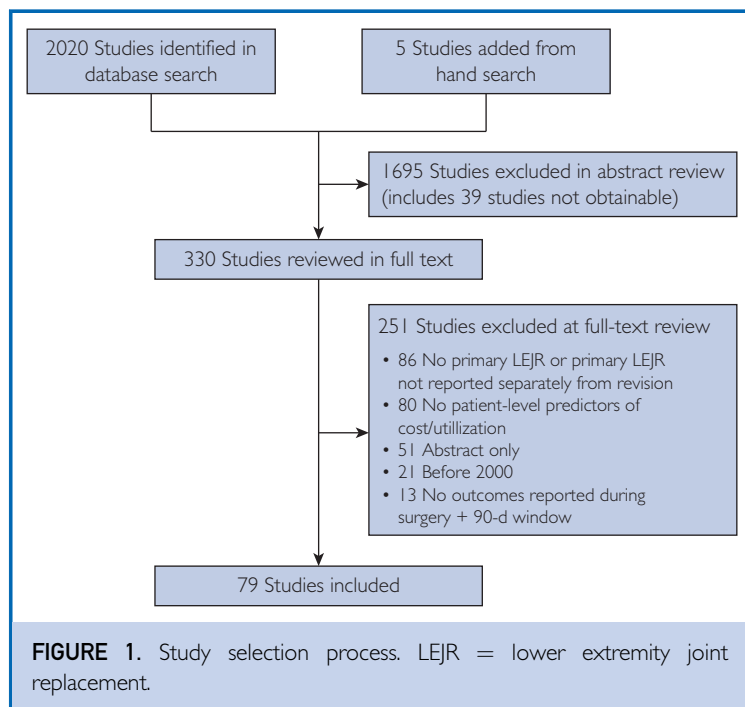 2020 Studies identified in
database search
5 Studies added from
hand search
1695 Studies excluded in abstract review
(includes 39 studies not obtainable)
330 Studies reviewed in full text
251 Studies excluded at full-text review
• 86 No primary LEJR or primary LEJR
not reported separately from revision
• 80 No patient-level predictors of
cost/utillization
• 51 Abstract only
• 21 Before 2000
• 13 No outcomes reported during
surgery + 90-d window
79 Studies included
FIGURE 1. Study selection process. LEJR = lower extremity joint
replacement.